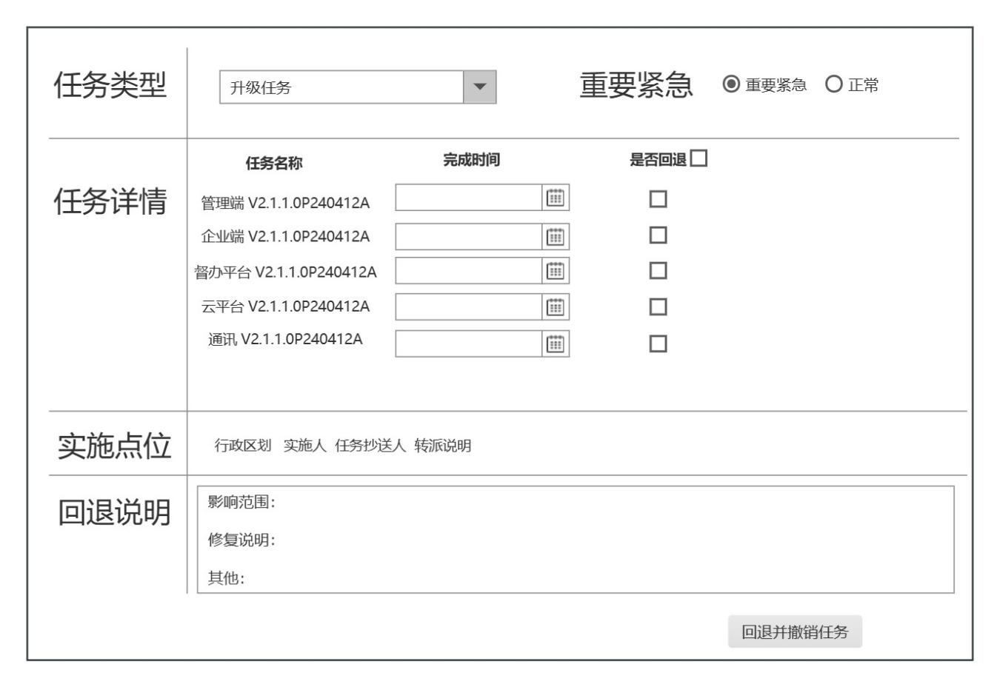 任务类型 升级任务 重要紧急 重要紧急 正常
任务名称 完成时间 是否回退
任务详情
管理端 V2.1.1.0P240412A
企业端 V2.1.1.0P240412A
督办平台 V2.1.1.0P240412A
云平台 V2.1.1.0P240412A
通讯 V2.1.1.0P240412A
实施点位 行政区划 实施人 任务抄送人 转派说明
回退说明
影响范围：
修复说明：
其他：
回退并撤销任务